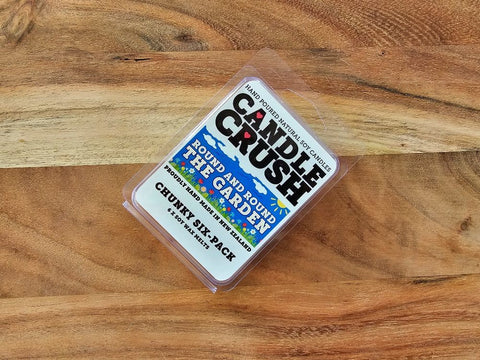 HAND POURED NATURAL SOY CANDLES
CANDLE
CRUSH
ROUND AND ROUND
THE GARDEN
PROUDLY HAND MADE IN NEW ZEALAND
CHUNKY SIX-PACK
6 X SOY WAX MELTS